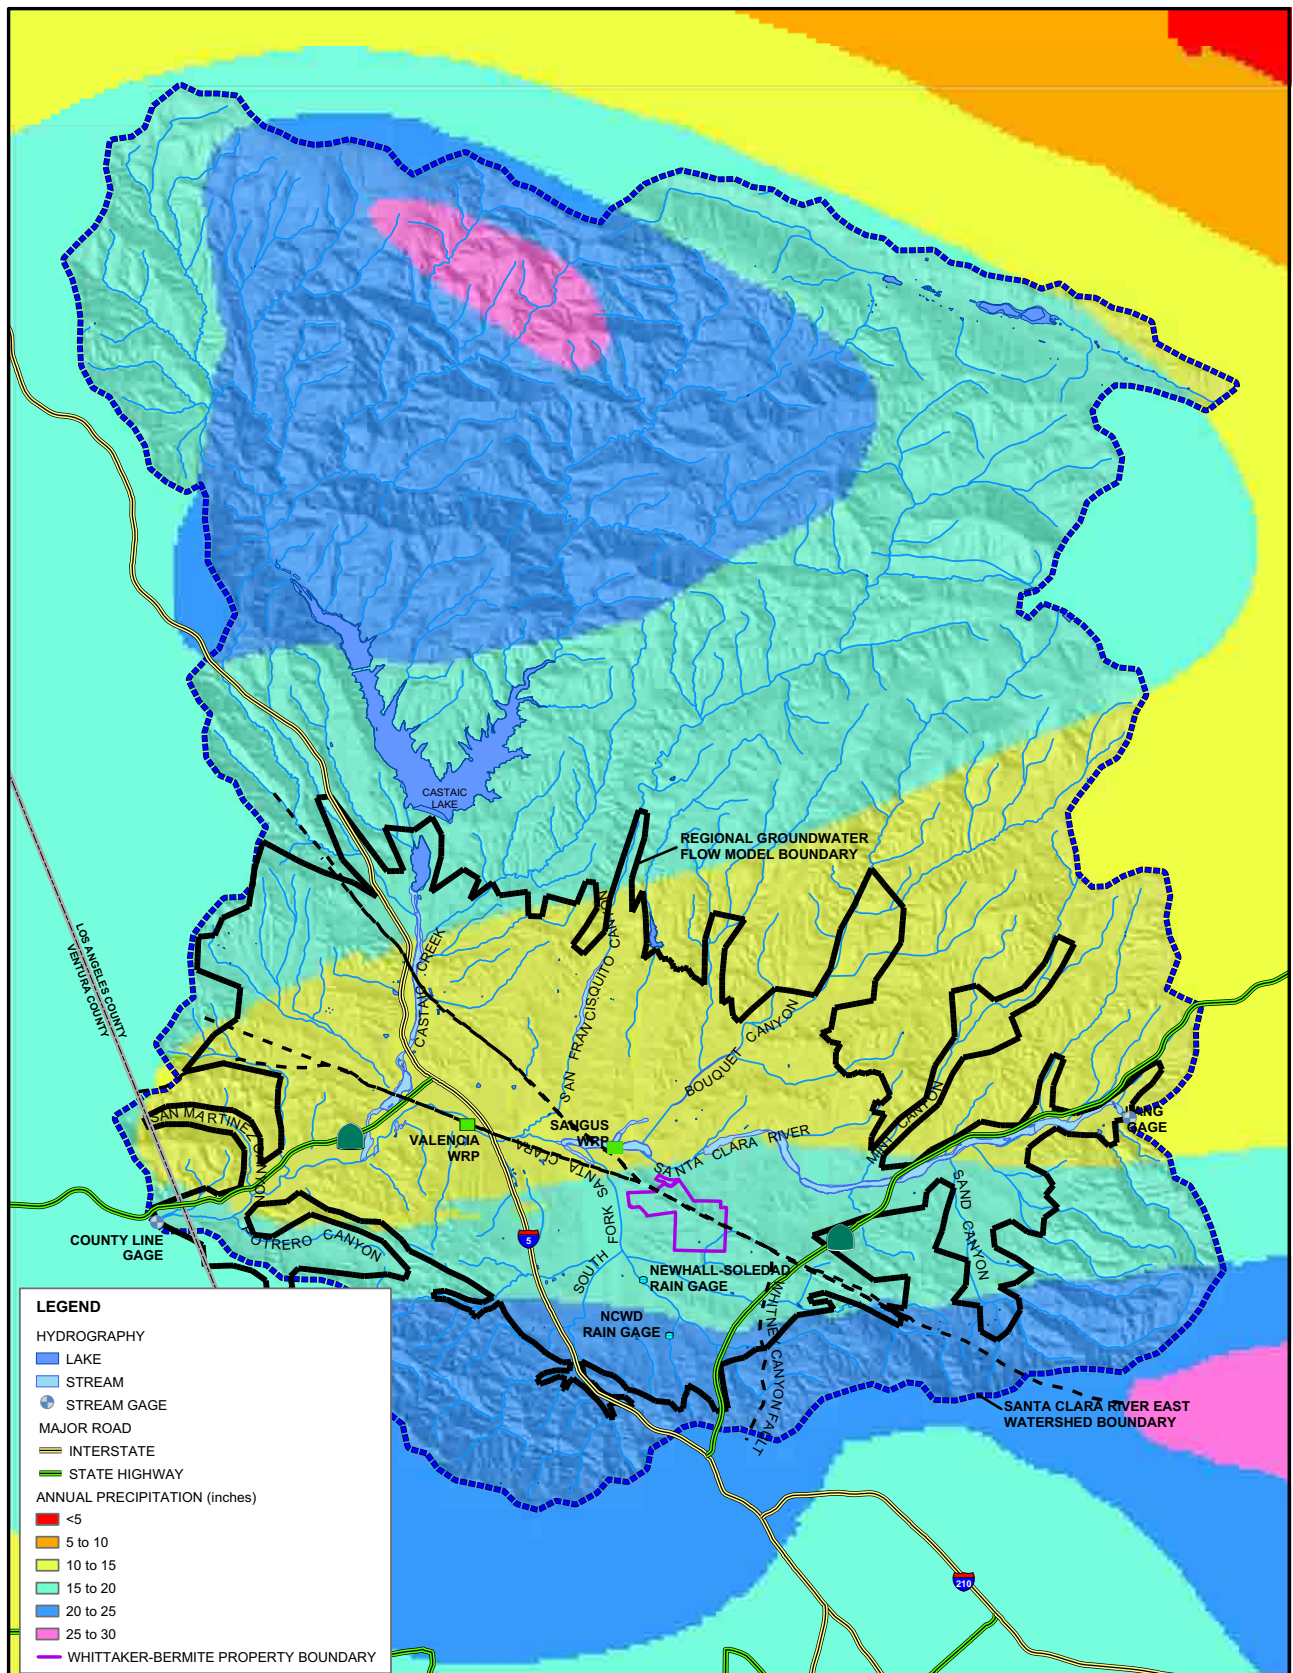 CASTAIC
LAKE
REGIONAL GROUNDWATER
FLOW MODEL BOUNDARY
LOS ANGELES COUNTY
VENTURA COUNTY
CASTAIC CREEK
SAN FRANCISQUITO CANYON
BOUQUET CANYON
MINT CANYON
LANG
GAGE
SAN MARTINEZ CANYON
VALENCIA
WRP
SAUGUS
WRP
SANTA CLARA
SANTA CLARA RIVER
SAND CANYON
COUNTY LINE
GAGE
POTRERO CANYON
SOUTH FORK
5
NEWHALL-SOLEDAD
RAIN GAGE
NCWD
RAIN GAGE
WHITNEY CANYON FAULT
SANTA CLARA RIVER EAST
WATERSHED BOUNDARY
210
LEGEND
HYDROGRAPHY
LAKE
STREAM
STREAM GAGE
MAJOR ROAD
INTERSTATE
STATE HIGHWAY
ANNUAL PRECIPITATION (inches)
<5
5 to 10
10 to 15
15 to 20
20 to 25
25 to 30
WHITTAKER-BERMITE PROPERTY BOUNDARY